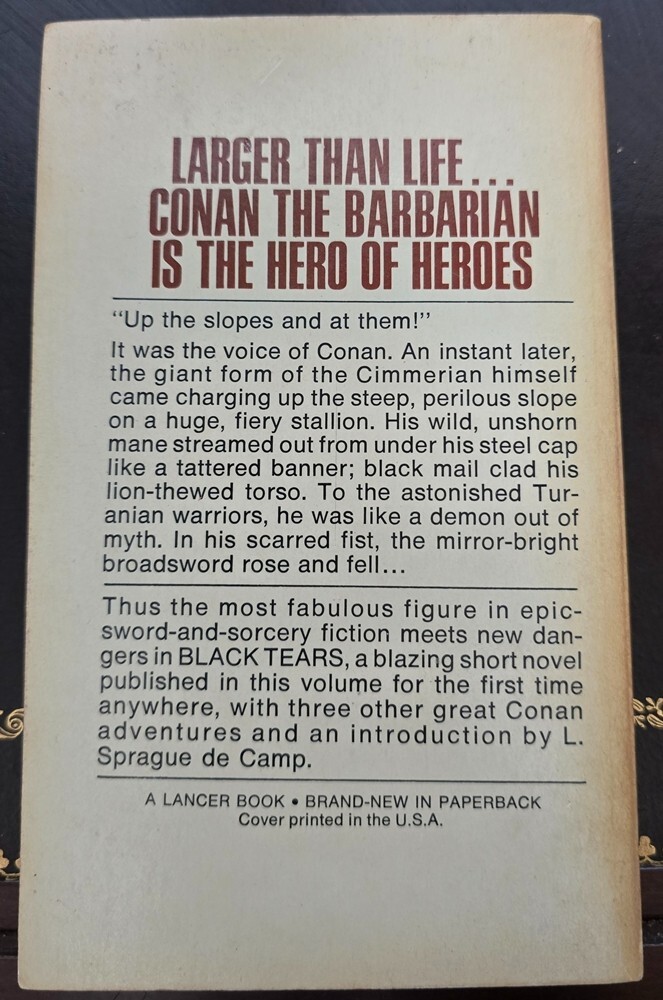 LARGER THAN LIFE...
CONAN THE BARBARIAN
IS THE HERO OF HEROES
“Up the slopes and at them!”
It was the voice of Conan. An instant later,
the giant form of the Cimmerian himself
came charging up the steep, perilous slope
on a huge, fiery stallion. His wild, unshorn
mane streamed out from under his steel cap
like a tattered banner; black mail clad his
lion-thewed torso. To the astonished Tur-
anian warriors, he was like a demon out of
myth. In his scarred fist, the mirror-bright
broadsword rose and fell...
Thus the most fabulous figure in epic-
sword-and-sorcery fiction meets new dan-
gers in BLACK TEARS, a blazing short novel
published in this volume for the first time
anywhere, with three other great Conan
adventures and an introduction by L.
Sprague de Camp.
A LANCER BOOK • BRAND-NEW IN PAPERBACK
Cover printed in the U.S.A.